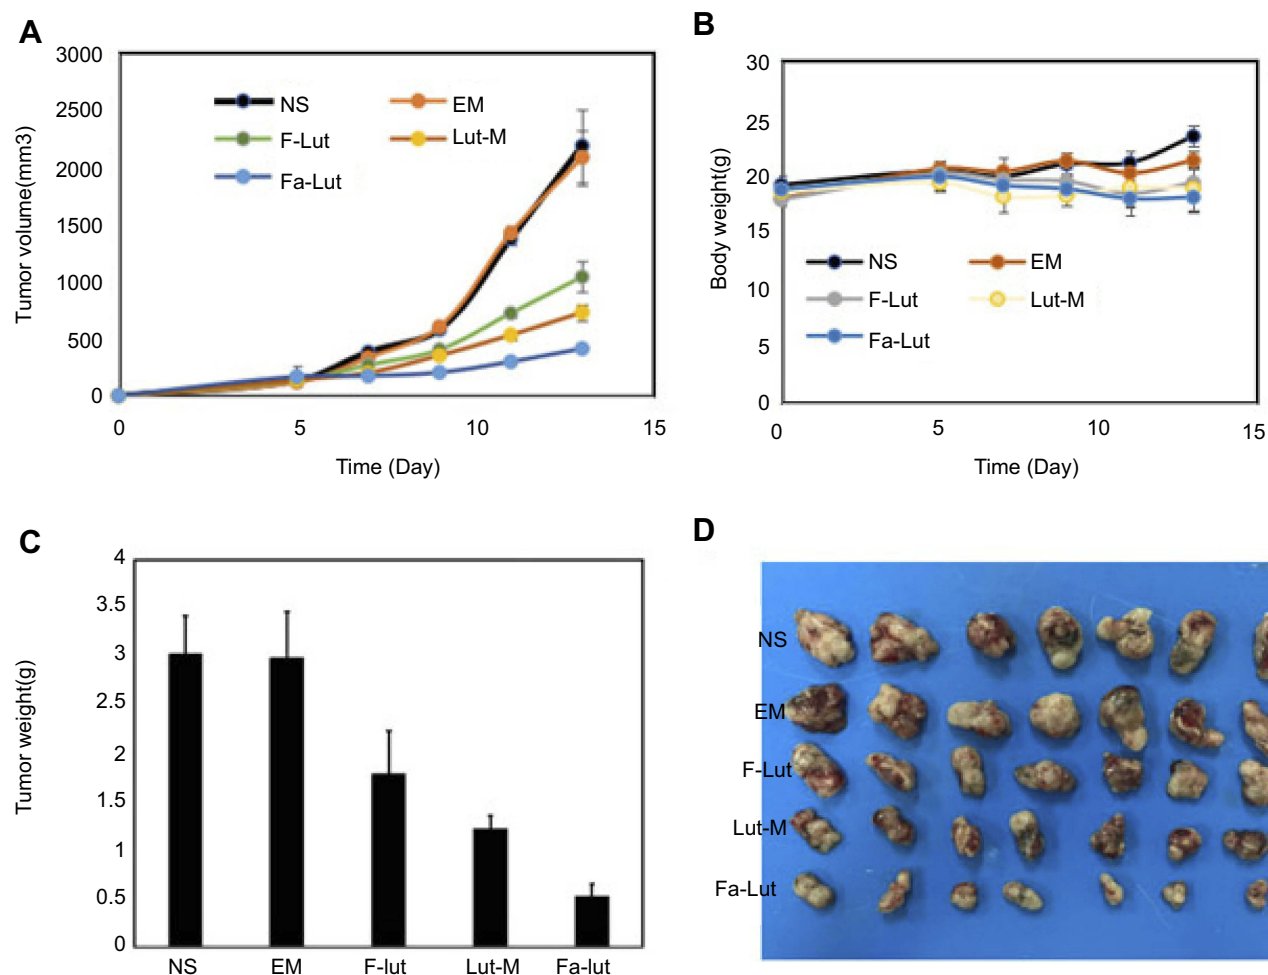 A
3000
2500
2000
1500
1000
500
0
0 5 10 15
Tumor volume(mm3)
Time (Day)
NS EM
F-Lut Lut-M
Fa-Lut
B
30
25
20
15
10
5
0
0 5 10 15
Body weight(g)
Time (Day)
NS EM
F-Lut Lut-M
Fa-Lut
C
4
3.5
3
2.5
2
1.5
1
0.5
0
Tumor weight(g)
NS EM F-lut Lut-M Fa-lut
D
NS
EM
F-Lut
Lut-M
Fa-Lut